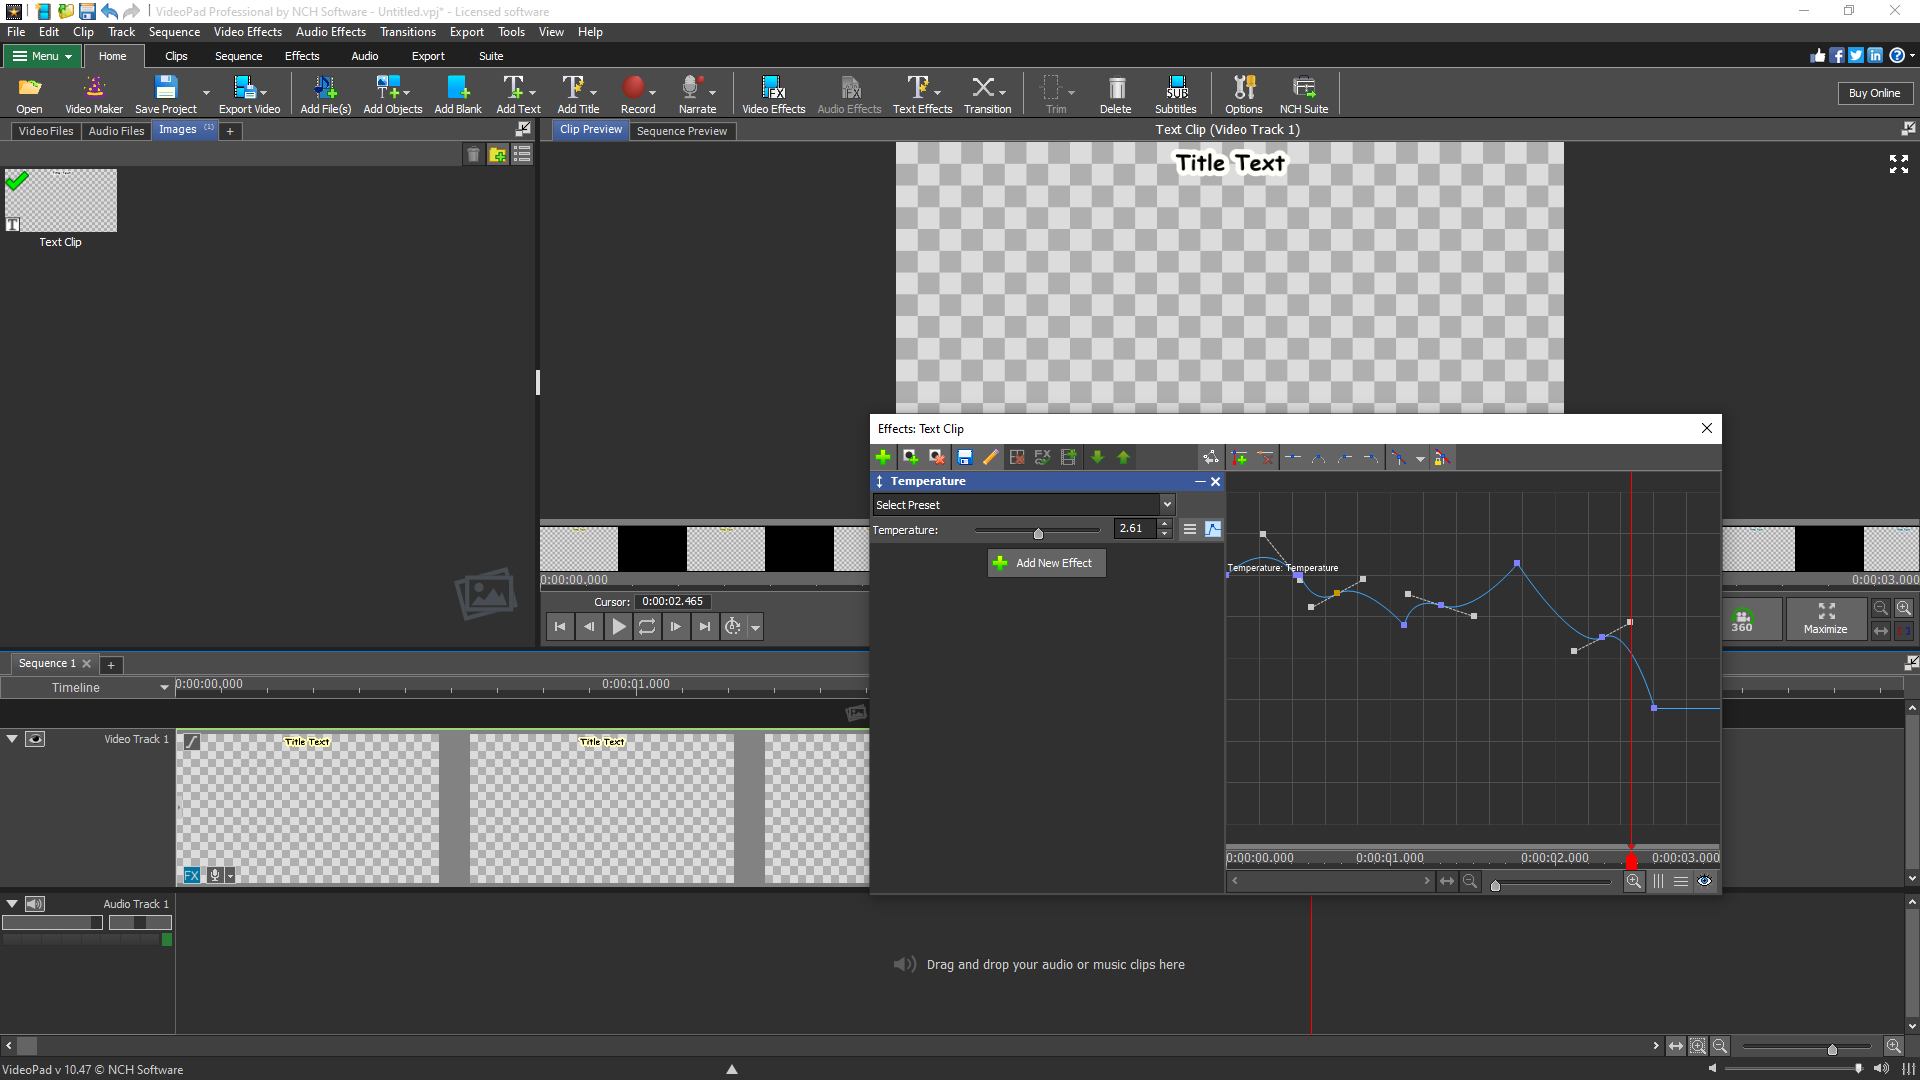 VideoPad Professional by NCH Software - Untitled.vpj* - Licensed software
File Edit Clip Track Sequence Video Effects Audio Effects Transitions Export Tools View Help
Menu Home Clips Sequence Effects Audio Export Suite
Open Video Maker Save Project Export Video Add File(s) Add Objects Add Blank Add Text Add Title Record Narrate Video Effects Audio Effects Text Effects Transition Trim Delete Subtitles Options NCH Suite Buy Online
Video Files Audio Files Images (1) +
Clip Preview Sequence Preview Text Clip (Video Track 1)
Title Text
Text Clip
Effects: Text Clip
Temperature
Select Preset
Temperature: 2.61
Add New Effect
Temperature: Temperature
0:00:00.000 0:00:01.000 0:00:02.000 0:00:03.000
0:00:00.000
0:00:03.000
Cursor: 0:00:02.465
360
Maximize
Sequence 1
Timeline 0:00:00.000 0:00:01.000
Video Track 1
Title Text Title Text
FX
Audio Track 1
Drag and drop your audio or music clips here
VideoPad v 10.47 © NCH Software